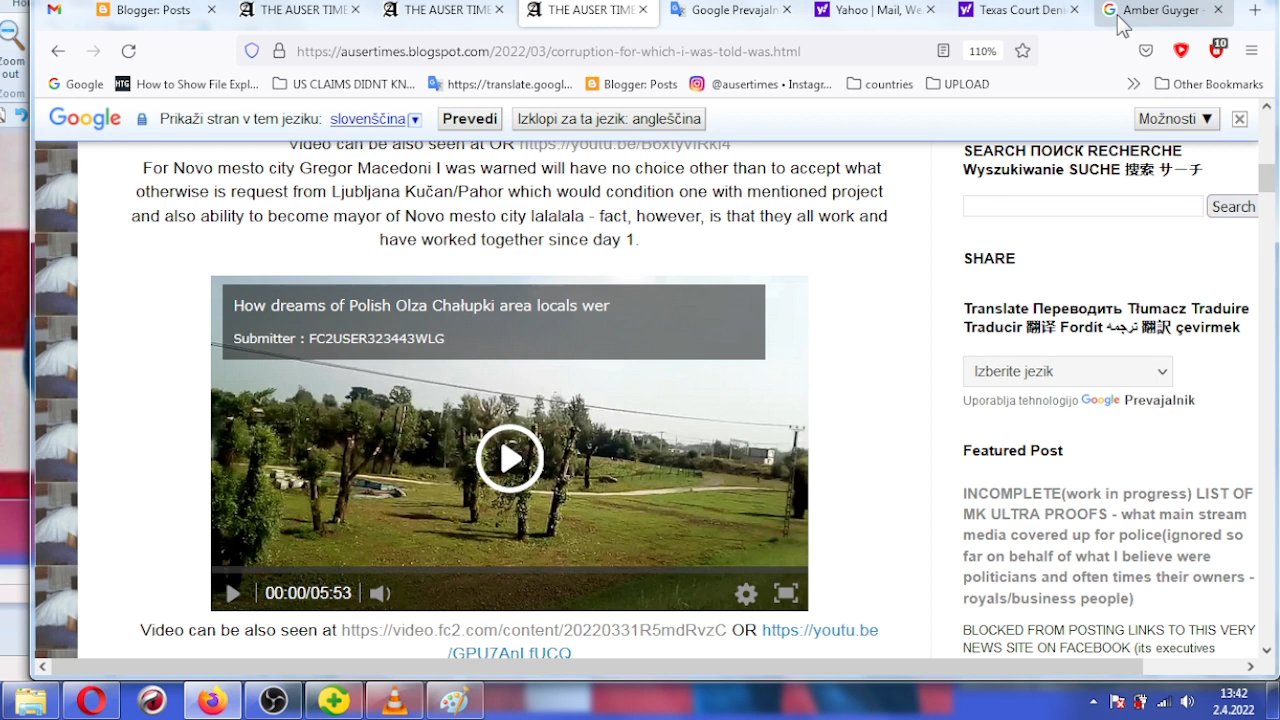 Blogger: Posts
THE AUSER TIME
THE AUSER TIME
THE AUSER TIME
Google Prevajaln
Yahoo | Mail, We
Texas Court Deni
Amber Guyger -
https://ausertimes.blogspot.com/2022/03/corruption-for-which-i-was-told-was.html
110%
10
Google
HTG How to Show File Expl...
US CLAIMS DIDNT KN...
https://translate.googl...
Blogger: Posts
@ausertimes • Instagr...
countries
UPLOAD
Other Bookmarks
Zoom
out
Zoom
Google
Prikaži stran v tem jeziku: slovenščina
Prevedi
Izklopi za ta jezik: angleščina
Možnosti ▼
Video can be also seen at OR https://youtu.be/B6xtyviRkl4
For Novo mesto city Gregor Macedoni I was warned will have no choice other than to accept what
otherwise is request from Ljubljana Kučan/Pahor which would condition one with mentioned project
and also ability to become mayor of Novo mesto city lalalala - fact, however, is that they all work and
have worked together since day 1.
How dreams of Polish Olza Chałupki area locals wer
Submitter : FC2USER323443WLG
00:00/05:53
Video can be also seen at https://video.fc2.com/content/20220331R5mdRvzC OR https://youtu.be
/GPU7AnLfUCQ
SEARCH ПОИСК RECHERCHE
Wyszukiwanie SUCHE 搜索 サーチ
Search
SHARE
Translate Переводить Tłumacz Traduire
Traducir 翻译 Fordit ترجمه 翻訳 çevirmek
Izberite jezik
Uporablja tehnologijo Google Prevajalnik
Featured Post
INCOMPLETE(work in progress) LIST OF
MK ULTRA PROOFS - what main stream
media covered up for police(ignored so
far on behalf of what I believe were
politicians and often times their owners -
royals/business people)
BLOCKED FROM POSTING LINKS TO THIS VERY
NEWS SITE ON FACEBOOK (its executives
13:42
2.4.2022